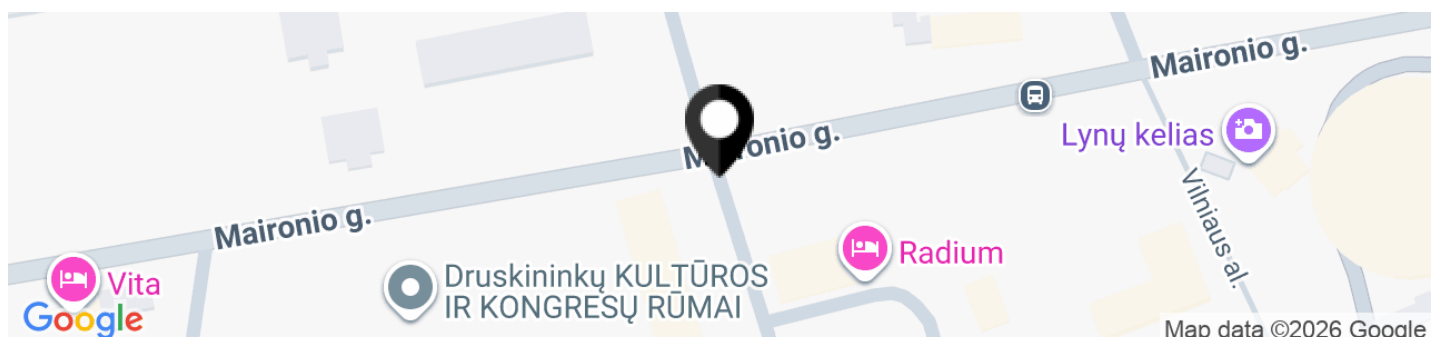 Maironio g.
Lynų kelias
Maironio g.
Vilniaus al.
Maironio g.
Radium
Vita
Druskininkų KULTŪROS
IR KONGRESŲ RŪMAI
Google
Map data ©2026 Google